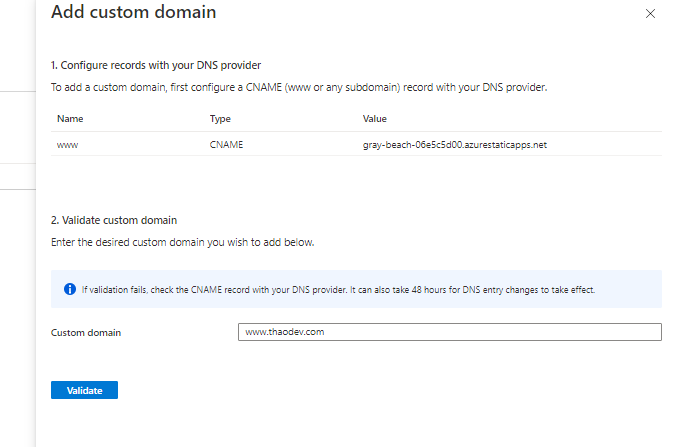 Add custom domain
1. Configure records with your DNS provider
To add a custom domain, first configure a CNAME (www or any subdomain) record with your DNS provider.
Name Type Value
www CNAME gray-beach-06e5c5d00.azurestaticapps.net
2. Validate custom domain
Enter the desired custom domain you wish to add below.
If validation fails, check the CNAME record with your DNS provider. It can also take 48 hours for DNS entry changes to take effect.
Custom domain www.thaodev.com
Validate